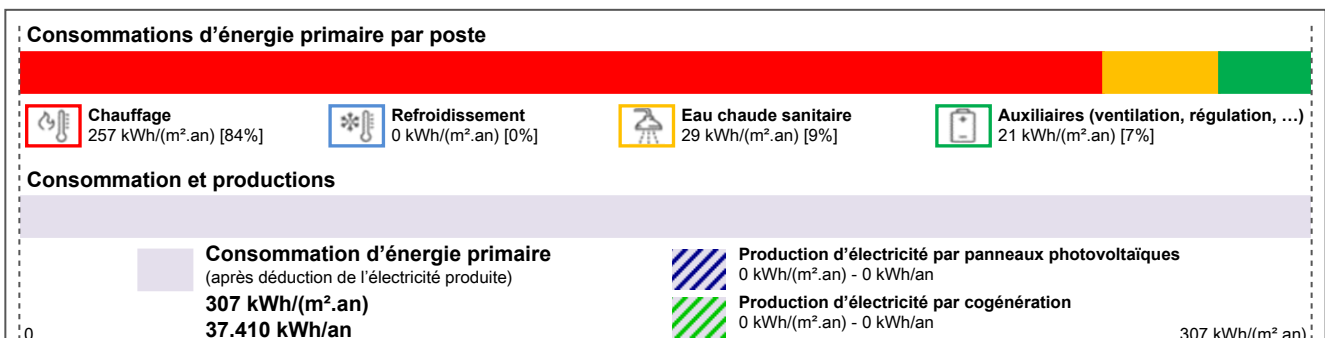 Consommations d’énergie primaire par poste
Chauffage
257 kWh/(m².an) [84%]
Refroidissement
0 kWh/(m².an) [0%]
Eau chaude sanitaire
29 kWh/(m².an) [9%]
Auxiliaires (ventilation, régulation, …)
21 kWh/(m².an) [7%]
Consommation et productions
Consommation d’énergie primaire
(après déduction de l’électricité produite)
307 kWh/(m².an)
37.410 kWh/an
Production d’électricité par panneaux photovoltaïques
0 kWh/(m².an) - 0 kWh/an
Production d’électricité par cogénération
0 kWh/(m².an) - 0 kWh/an
0
307 kWh/(m².an)